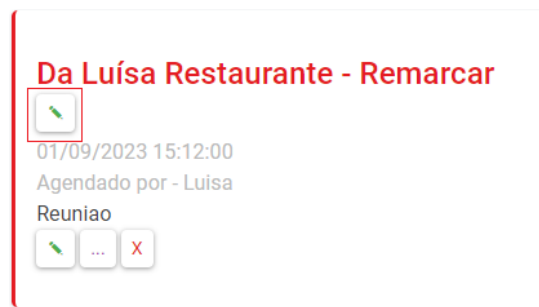 Da Luísa Restaurante - Remarcar
01/09/2023 15:12:00
Agendado por - Luisa
Reuniao
... X